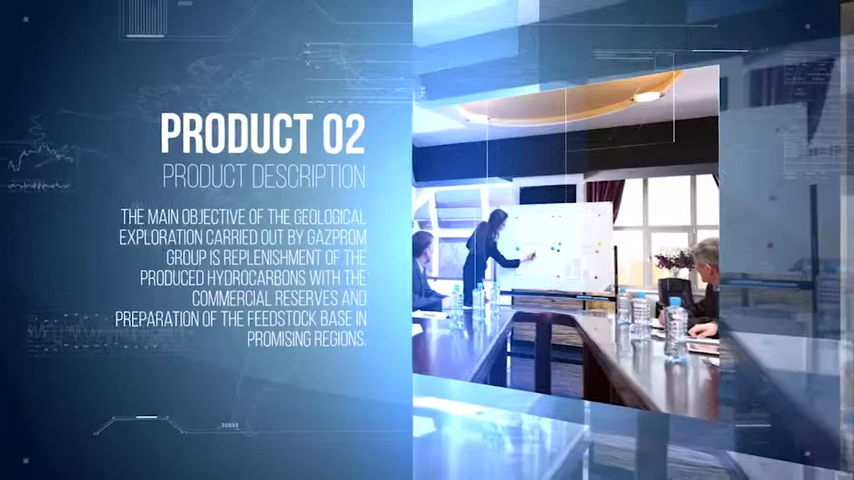 PRODUCT 02
PRODUCT DESCRIPTION
THE MAIN OBJECTIVE OF THE GEOLOGICAL
EXPLORATION CARRIED OUT BY GAZPROM
GROUP IS REPLENISHMENT OF THE
PRODUCED HYDROCARBONS WITH THE
COMMERCIAL RESERVES AND
PREPARATION OF THE FEEDSTOCK BASE IN
PROMISING REGIONS.